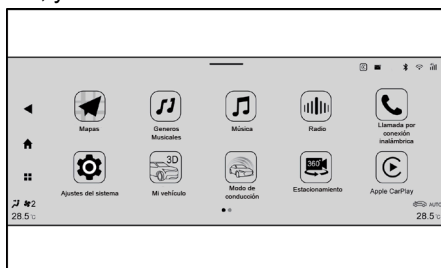 Mapas
Generos
Musicales
Música
Radio
Llamada por
conexión
inalámbrica
3D
360°
Ajustes del sistema
Mi vehículo
Modo de
conducción
Estacionamiento
Apple CarPlay
2
AUTO
28.5 °C
28.5 °C